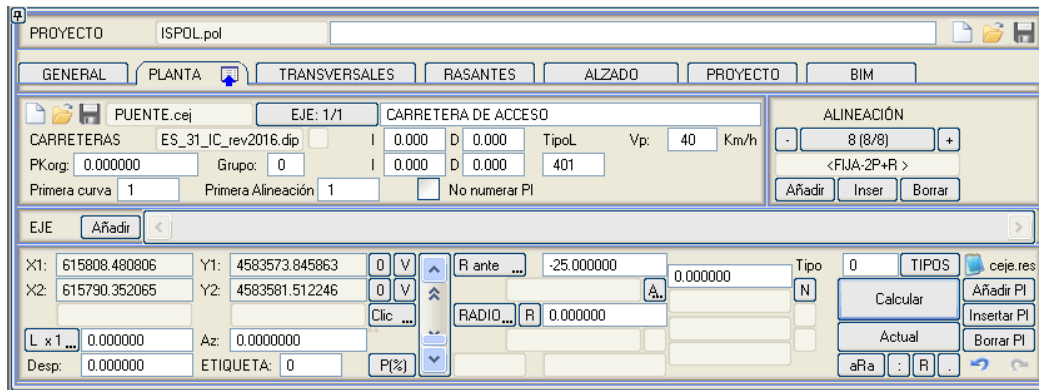 PROYECTO ISPOL.pol
GENERAL PLANTA TRANSVERSALES RASANTES ALZADO PROYECTO BIM
PUENTE.cej EJE: 1/1 CARRETERA DE ACCESO ALINEACIÓN
CARRETERAS ES_31_IC_rev2016.dip I 0.000 D 0.000 TipoL Vp: 40 Km/h - 8 (8/8) +
PKorg: 0.000000 Grupo: 0 I 0.000 D 0.000 401 <FIJA-2P+R >
Primera curva 1 Primera Alineación 1 No numerar PI Añadir Inser Borrar
EJE Añadir < >
X1: 615808.480806 Y1: 4583573.845863 0 V R ante ... -25.000000 0.000000 Tipo 0 TIPOS ceje.res
X2: 615790.352065 Y2: 4583581.512246 0 V A. N Calcular Añadir PI
Clic ... RADIO... R 0.000000 Insertar PI
L x 1 ... 0.000000 Az: 0.0000000 Actual Borrar PI
Desp: 0.000000 ETIQUETA: 0 P(%) aRa : R .